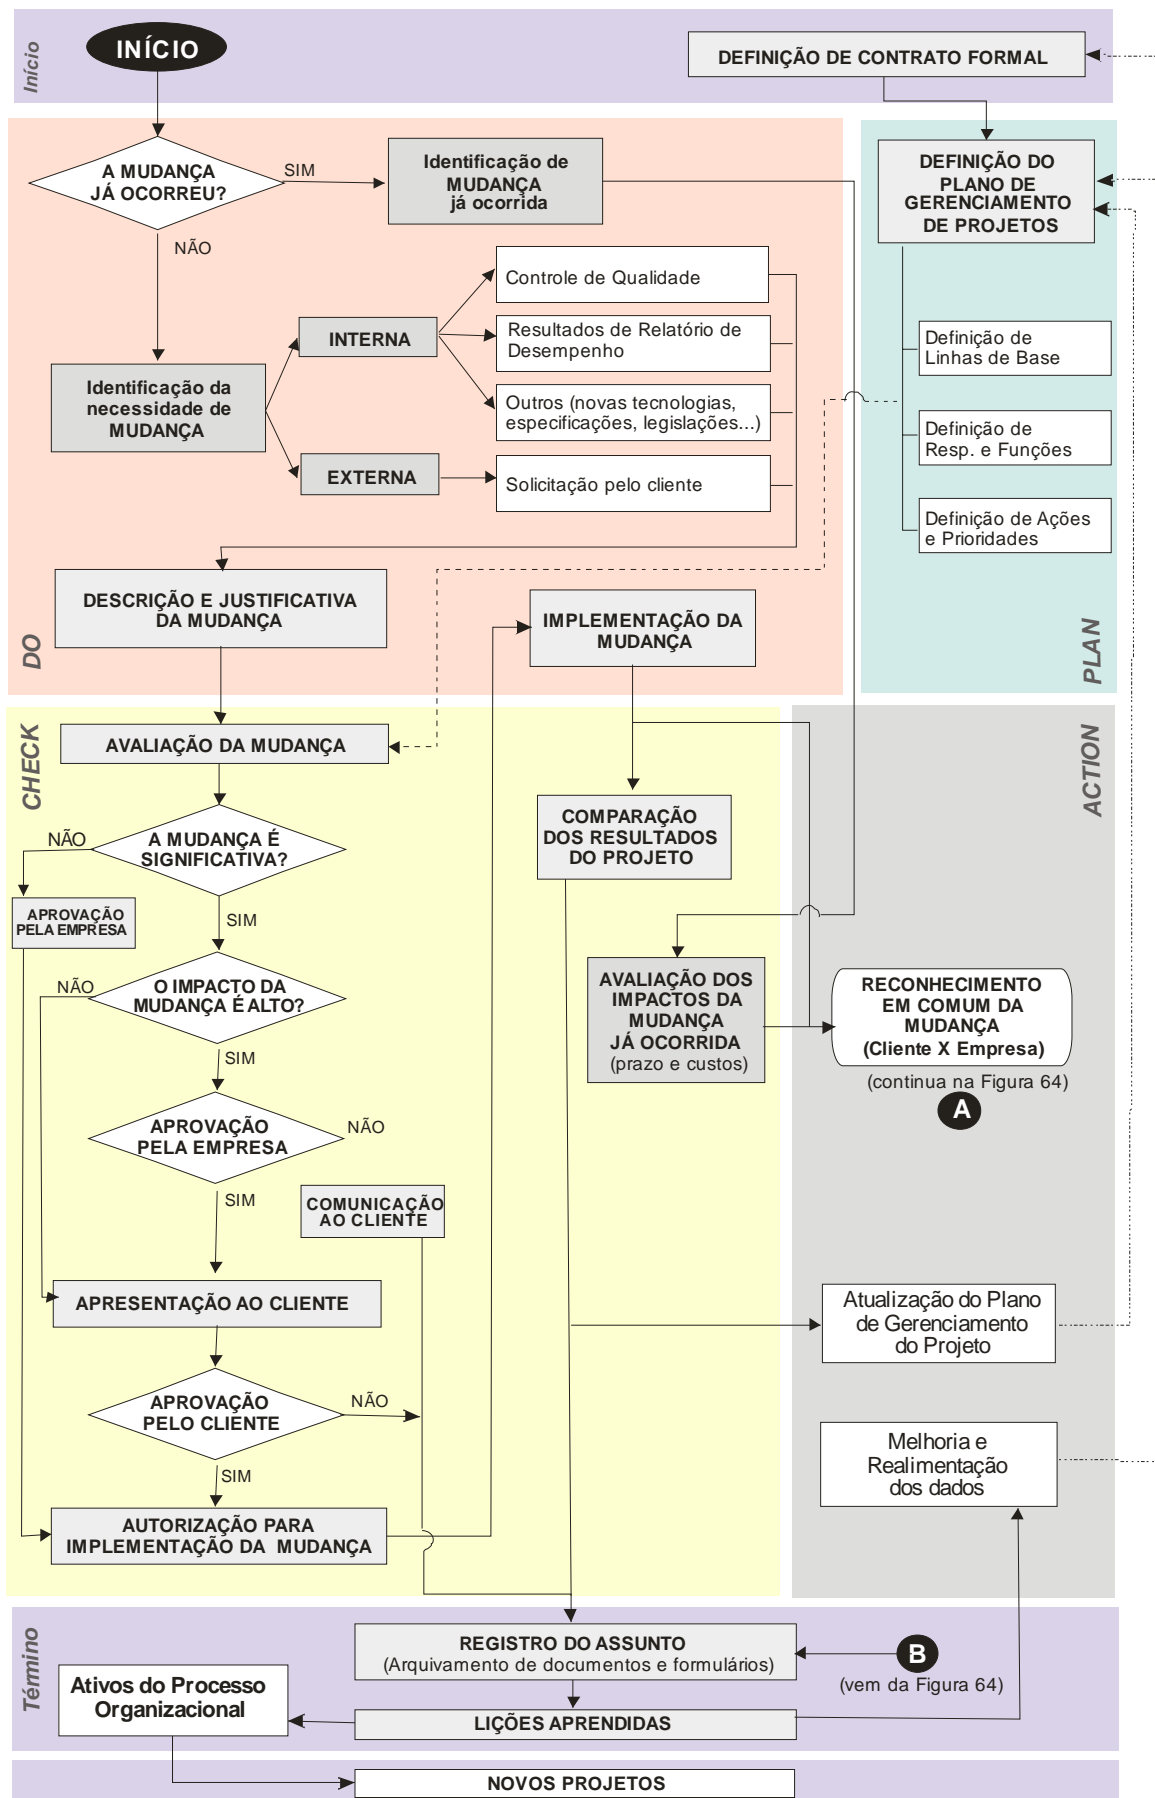 Início
INÍCIO
DEFINIÇÃO DE CONTRATO FORMAL
A MUDANÇA
JÁ OCORREU?
SIM
Identificação de
MUDANÇA
já ocorrida
DEFINIÇÃO DO
PLANO DE
GERENCIAMENTO
DE PROJETOS
NÃO
Controle de Qualidade
INTERNA
Resultados de Relatório de
Desempenho
Definição de
Linhas de Base
Identificação da
necessidade de
MUDANÇA
Outros (novas tecnologias,
especificações, legislações...)
Definição de
Resp. e Funções
EXTERNA
Solicitação pelo cliente
Definição de Ações
e Prioridades
DESCRIÇÃO E JUSTIFICATIVA
DA MUDANÇA
IMPLEMENTAÇÃO DA
MUDANÇA
DO
PLAN
CHECK
AVALIAÇÃO DA MUDANÇA
ACTION
COMPARAÇÃO
DOS RESULTADOS
DO PROJETO
NÃO
A MUDANÇA É
SIGNIFICATIVA?
APROVAÇÃO
PELA EMPRESA
SIM
NÃO
O IMPACTO DA
MUDANÇA É ALTO?
AVALIAÇÃO DOS
IMPACTOS DA
MUDANÇA
JÁ OCORRIDA
(prazo e custos)
RECONHECIMENTO
EM COMUM DA
MUDANÇA
(Cliente X Empresa)
(continua na Figura 64)
A
SIM
APROVAÇÃO
PELA EMPRESA
NÃO
SIM
COMUNICAÇÃO
AO CLIENTE
APRESENTAÇÃO AO CLIENTE
Atualização do Plano
de Gerenciamento
do Projeto
APROVAÇÃO
PELO CLIENTE
NÃO
Melhoria e
Realimentação
dos dados
SIM
AUTORIZAÇÃO PARA
IMPLEMENTAÇÃO DA MUDANÇA
Término
REGISTRO DO ASSUNTO
(Arquivamento de documentos e formulários)
B
(vem da Figura 64)
Ativos do Processo
Organizacional
LIÇÕES APRENDIDAS
NOVOS PROJETOS